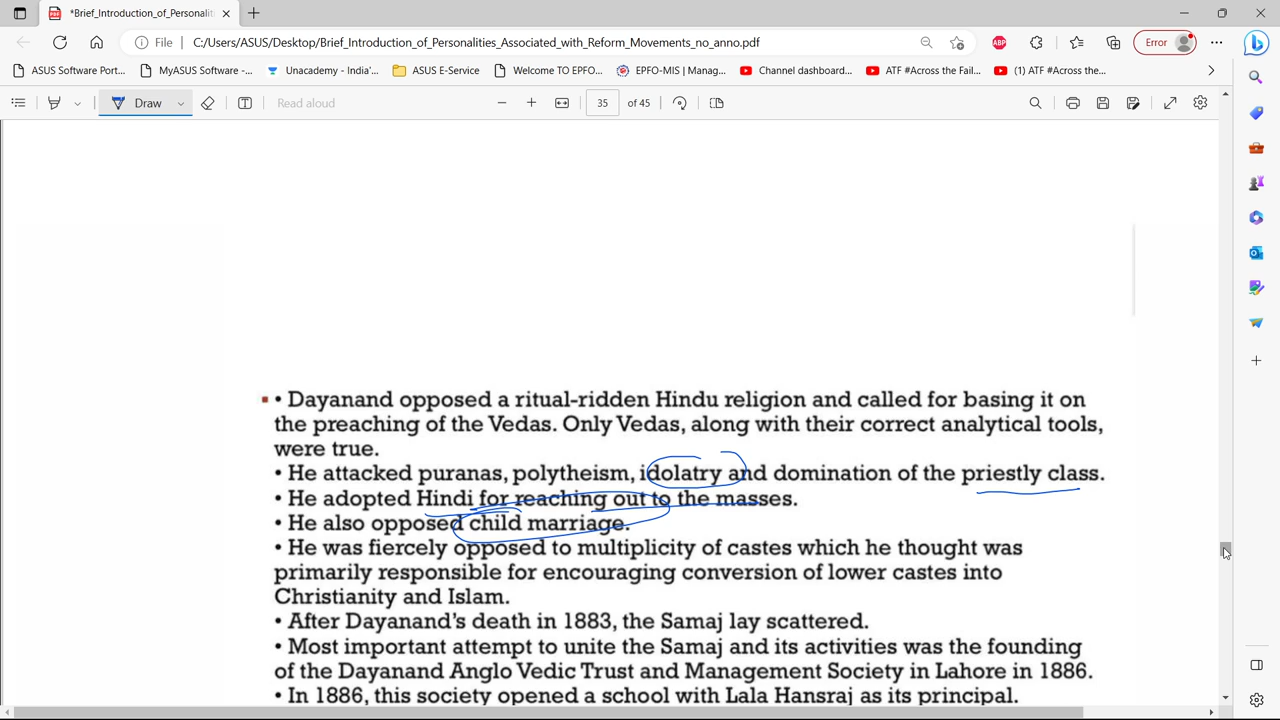 *Brief_Introduction_of_Personaliti
File | C:/Users/ASUS/Desktop/Brief_Introduction_of_Personalities_Associated_with_Reform_Movements_no_anno.pdf
ABP
Error
ASUS Software Port...
MyASUS Software -...
Unacademy - India'...
ASUS E-Service
Welcome To EPFO...
EPFO-MIS | Manag...
Channel dashboard...
ATF #Across the Fail...
(1) ATF #Across the...
Draw
Read aloud
35 of 45
• Dayanand opposed a ritual-ridden Hindu religion and called for basing it on
the preaching of the Vedas. Only Vedas, along with their correct analytical tools,
were true.
• He attacked puranas, polytheism, idolatry and domination of the priestly class.
• He adopted Hindi for reaching out to the masses.
• He also opposed child marriage.
• He was fiercely opposed to multiplicity of castes which he thought was
primarily responsible for encouraging conversion of lower castes into
Christianity and Islam.
• After Dayanand's death in 1883, the Samaj lay scattered.
• Most important attempt to unite the Samaj and its activities was the founding
of the Dayanand Anglo Vedic Trust and Management Society in Lahore in 1886.
• In 1886, this society opened a school with Lala Hansraj as its principal.